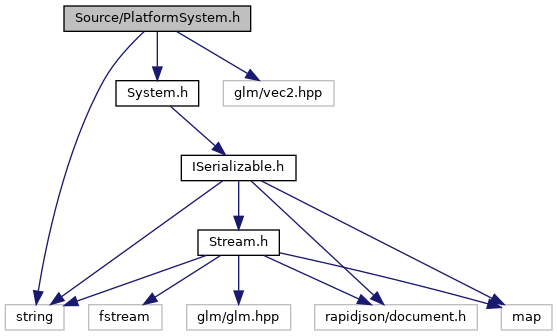 Source/PlatformSystem.h
System.h
glm/vec2.hpp
ISerializable.h
Stream.h
string
fstream
glm/glm.hpp
rapidjson/document.h
map